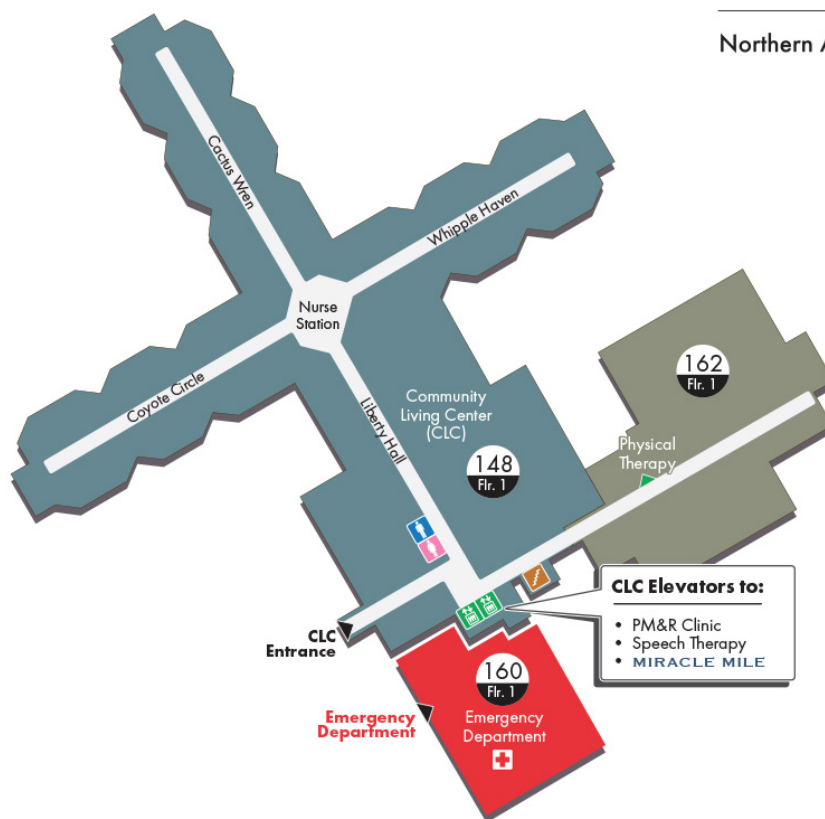 Northern A
Cactus Wren
Whipple Haven
Nurse
Station
Coyote Circle
Liberty Hall
Community
Living Center
(CLC)
148
Flr. 1
162
Flr. 1
Physical
Therapy
CLC
Entrance
CLC Elevators to:
• PM&R Clinic
• Speech Therapy
• MIRACLE MILE
160
Flr. 1
Emergency
Department
Emergency
Department